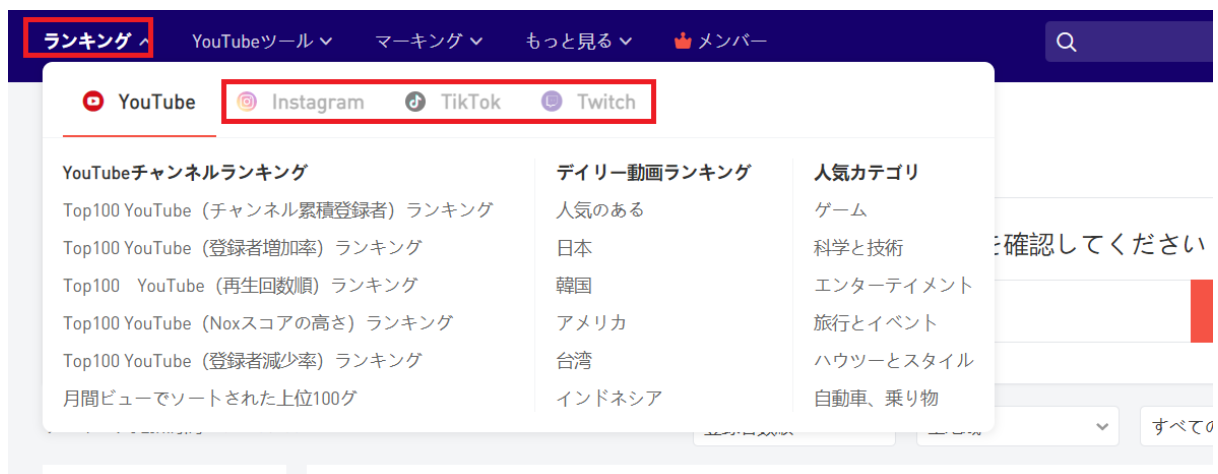 ランキング YouTubeツール マーキング もっと見る メンバー
YouTube Instagram TikTok Twitch
YouTubeチャンネルランキング
Top100 YouTube（チャンネル累積登録者）ランキング
Top100 YouTube（登録者増加率）ランキング
Top100　YouTube（再生回数順）ランキング
Top100 YouTube（Noxスコアの高さ）ランキング
Top100 YouTube（登録者減少率）ランキング
月間ビューでソートされた上位100グ
デイリー動画ランキング
人気のある
日本
韓国
アメリカ
台湾
インドネシア
人気カテゴリ
ゲーム
科学と技術
エンターテイメント
旅行とイベント
ハウツーとスタイル
自動車、乗り物
を確認してください
すべての